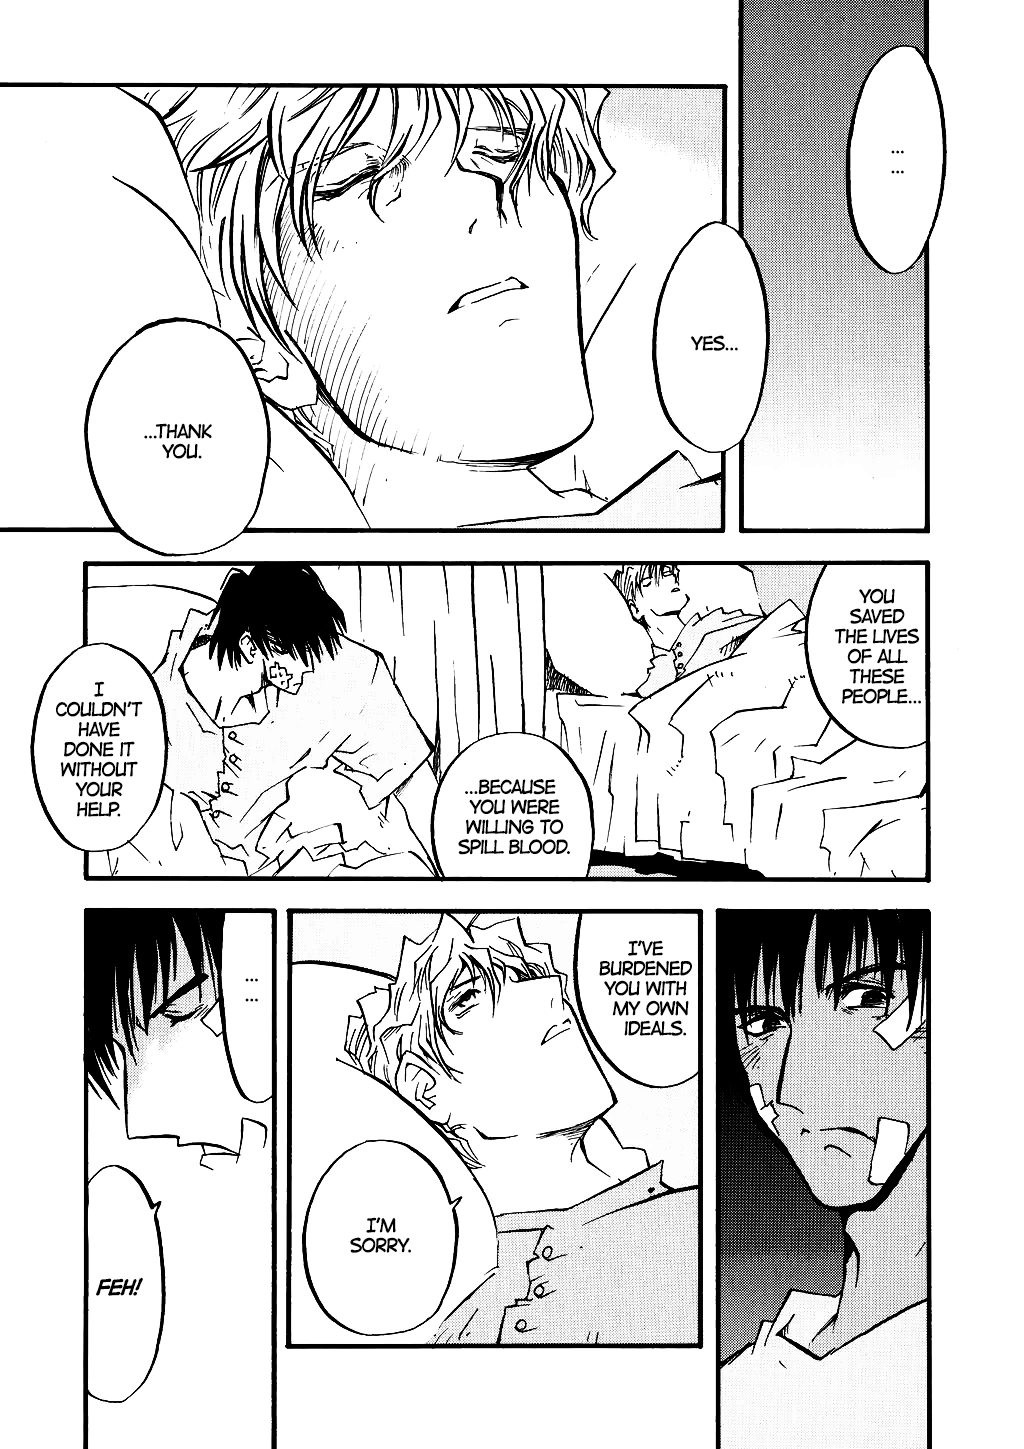 ... 
...
YES...
...THANK
YOU.
YOU
SAVED
THE LIVES
OF ALL
THESE
PEOPLE...
...BECAUSE
YOU WERE
WILLING TO
SPILL BLOOD.
I
COULDN'T
HAVE
DONE IT
WITHOUT
YOUR
HELP.
I'VE
BURDENED
YOU WITH
MY OWN
IDEALS.
I'M
SORRY.
...
...
FEH!